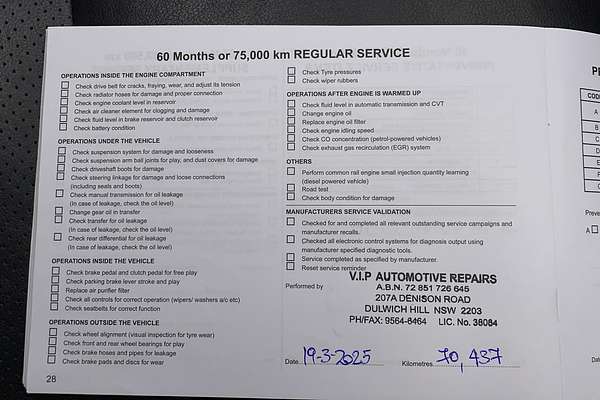 60 Months or 75,000 km REGULAR SERVICE
OPERATIONS INSIDE THE ENGINE COMPARTMENT
Check drive belt for cracks, fraying, wear, and adjust its tension
Check radiator hoses for damage and proper connection
Check engine coolant level in reservoir
Check air cleaner element for clogging and damage
Check fluid level in brake reservoir and clutch reservoir
Check battery condition
OPERATIONS UNDER THE VEHICLE
Check suspension system for damage and looseness
Check suspension arm ball joints for play, and dust covers for damage
Check driveshaft boots for damage
Check steering linkage for damage and loose connections
(including seals and boots)
Check manual transmission for oil leakage
(In case of leakage, check the oil level)
Change gear oil in transfer
Check transfer for oil leakage
(In case of leakage, check the oil level)
Check rear differential for oil leakage
(In case of leakage, check the oil level)
OPERATIONS INSIDE THE VEHICLE
Check brake pedal and clutch pedal for free play
Check parking brake lever stroke and play
Replace air purifier filter
Check all controls for correct operation (wipers/ washers a/c etc)
Check seatbelts for correct function
OPERATIONS OUTSIDE THE VEHICLE
Check wheel alignment (visual inspection for tyre wear)
Check front and rear wheel bearings for play
Check brake hoses and pipes for leakage
Check brake pads and discs for wear
28
Check Tyre pressures
Check wiper rubbers
OPERATIONS AFTER ENGINE IS WARMED UP
Check fluid level in automatic transmission and CVT
Change engine oil
Replace engine oil filter
Check engine idling speed
Check CO concentration (petrol-powered vehicles)
Check exhaust gas recirculation (EGR) system
OTHERS
Perform common rail engine small injection quantity learning
(diesel powered vehicle)
Road test
Check body condition for damage
MANUFACTURERS SERVICE VALIDATION
Checked for and completed all relevant outstanding service campaigns and
manufacturer recalls.
Checked all electronic control systems for diagnosis output using
manufacturer specified diagnostic tools.
Service completed as specified by manufacturer.
Reset service reminder
Performed by
V.I.P AUTOMOTIVE REPAIRS
A.B.N. 72 851 726 645
207A DENISON ROAD
DULWICH HILL NSW 2203
PH/FAX: 9564-6464 LIC. No. 38084
Date 19-3-2025 Kilometres 70,437
COD
A
B
C
D
E
F
G
Preve
A